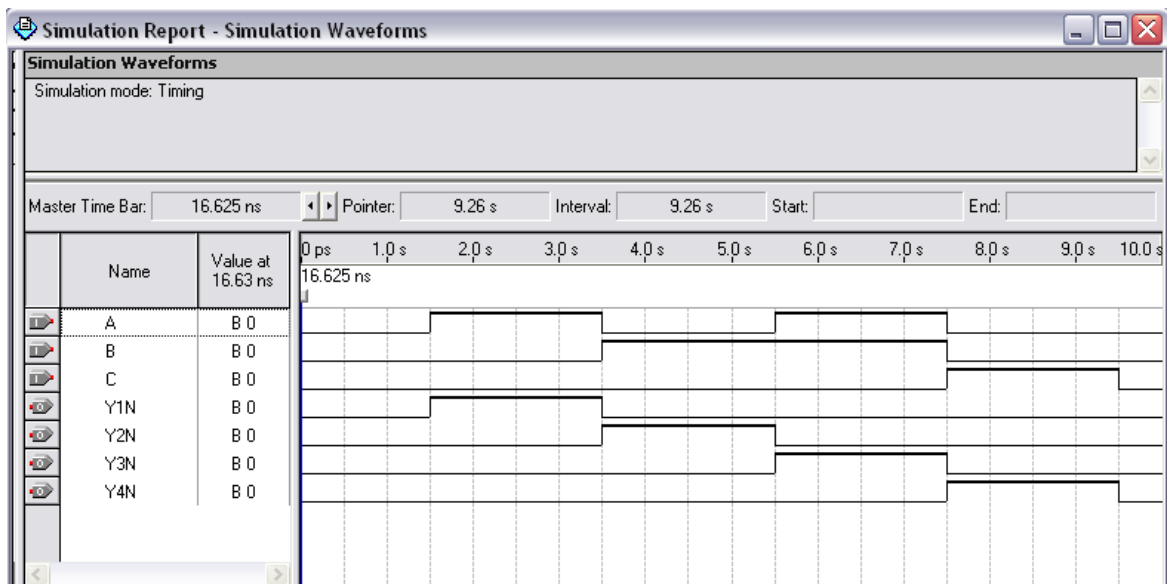 Simulation Report - Simulation Waveforms
Simulation Waveforms
Simulation mode: Timing
Master Time Bar: 16.625 ns Pointer: 9.26 s Interval: 9.26 s Start: End:
Name Value at 16.63 ns
0 ps 1.0 s 2.0 s 3.0 s 4.0 s 5.0 s 6.0 s 7.0 s 8.0 s 9.0 s 10.0 s
16.625 ns
A B 0
B B 0
C B 0
Y1N B 0
Y2N B 0
Y3N B 0
Y4N B 0